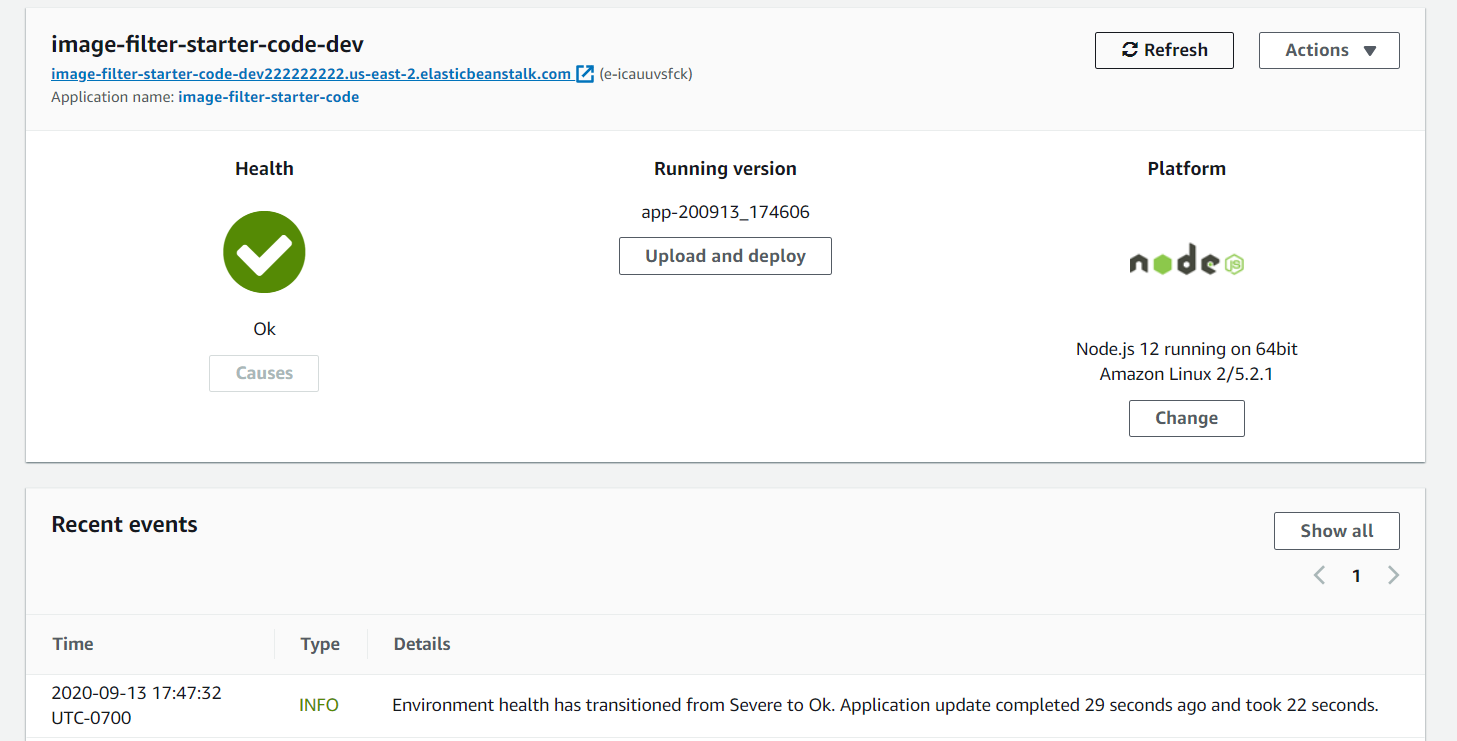 image-filter-starter-code-dev
Refresh
Actions
image-filter-starter-code-dev222222222.us-east-2.elasticbeanstalk.com (e-icauuvsfck)
Application name: image-filter-starter-code
Health
Running version
Platform
app-200913_174606
Upload and deploy
node
JS
Ok
Causes
Node.js 12 running on 64bit
Amazon Linux 2/5.2.1
Change
Recent events
Show all
1
Time
Type
Details
2020-09-13 17:47:32
UTC-0700
INFO
Environment health has transitioned from Severe to Ok. Application update completed 29 seconds ago and took 22 seconds.